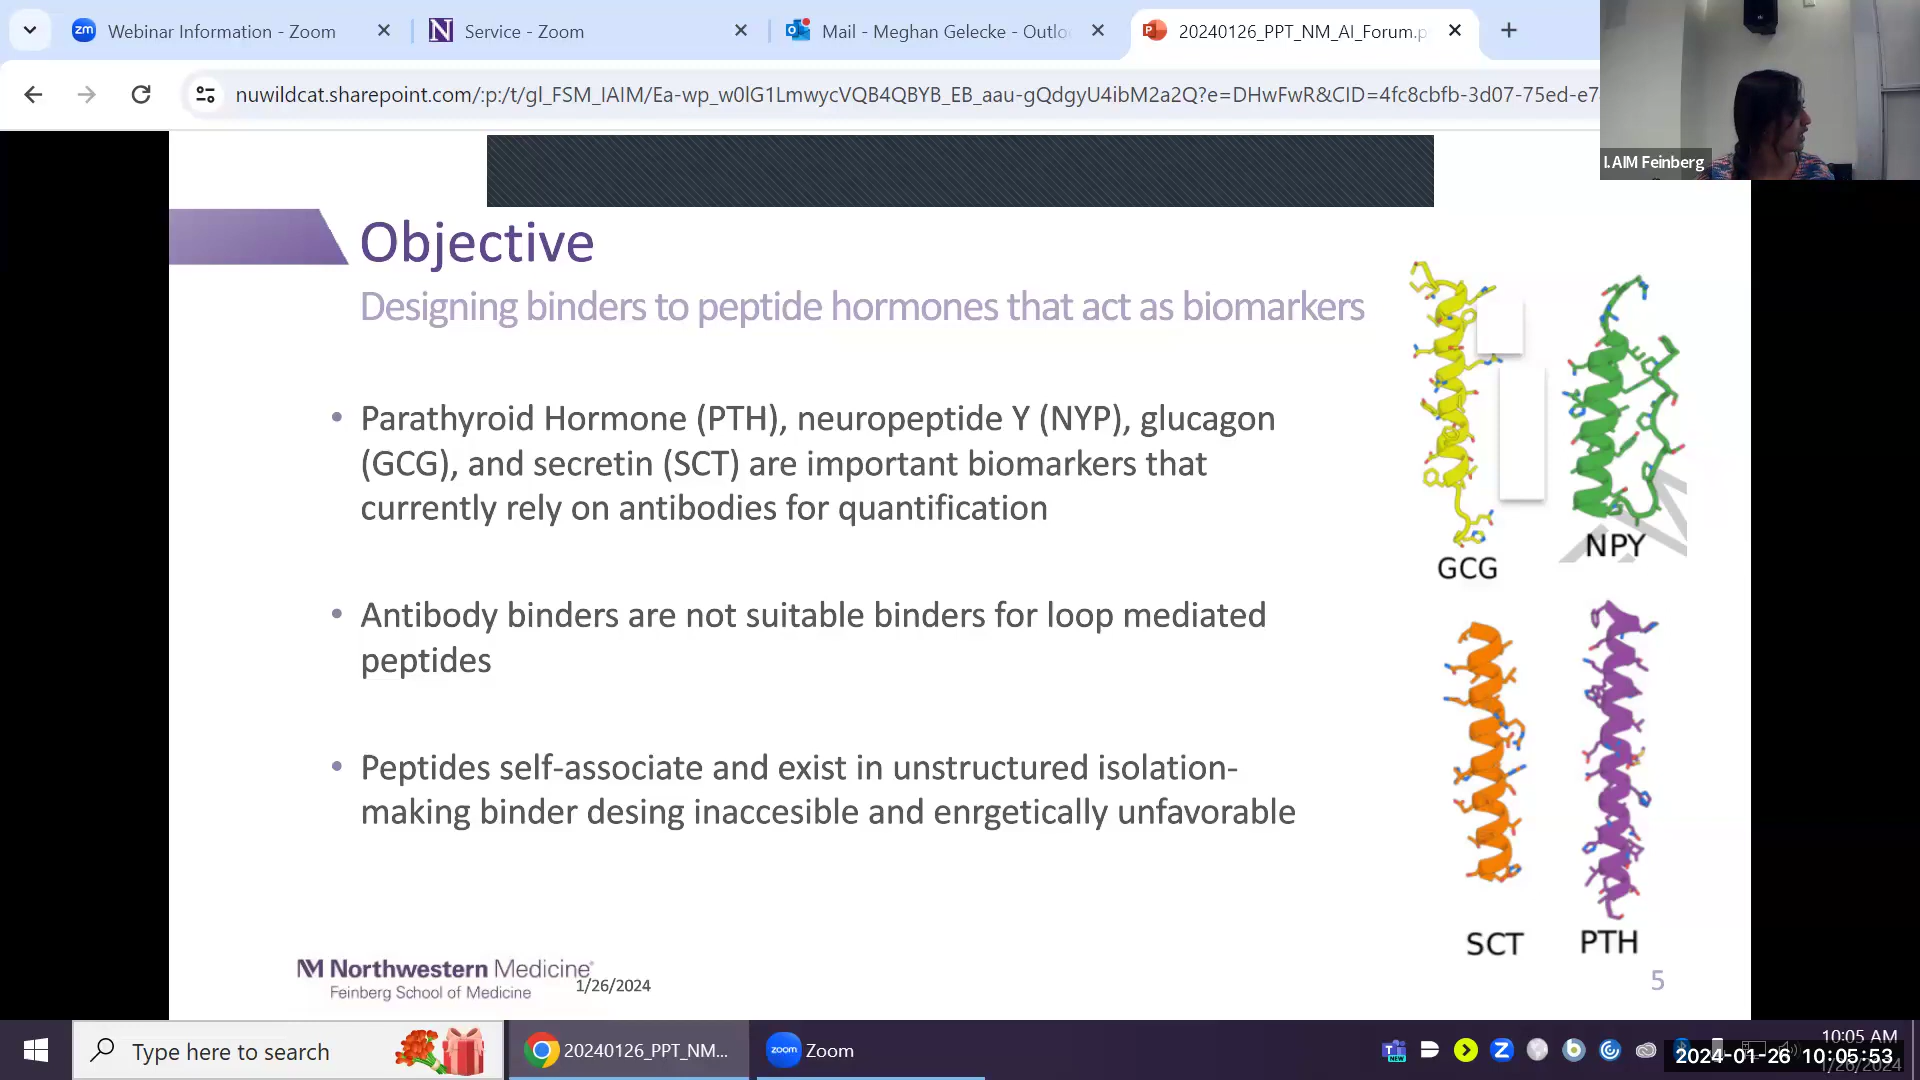 Webinar Information - Zoom
Service - Zoom
Mail - Meghan Gelecke - Outlo
20240126_PPT_NM_AI_Forum.p
nuwildcat.sharepoint.com/:p:/t/gl_FSM_IAIM/Ea-wp_w0lG1LmwycVQB4QBYB_EB_aau-gQdgyU4ibM2a2Q?e=DHwFwR&CID=4fc8cbfb-3d07-75ed-e7
I.AIM Feinberg
Objective
Designing binders to peptide hormones that act as biomarkers
• Parathyroid Hormone (PTH), neuropeptide Y (NYP), glucagon
(GCG), and secretin (SCT) are important biomarkers that
currently rely on antibodies for quantification
• Antibody binders are not suitable binders for loop mediated
peptides
• Peptides self-associate and exist in unstructured isolation-
making binder desing inaccesible and enrgetically unfavorable
GCG
NPY
SCT
PTH
NM Northwestern Medicine®
Feinberg School of Medicine
1/26/2024
5
Type here to search
20240126_PPT_NM...
zoom
Zoom
10:05 AM
2024-01-26 10:05:53
1/26/2024